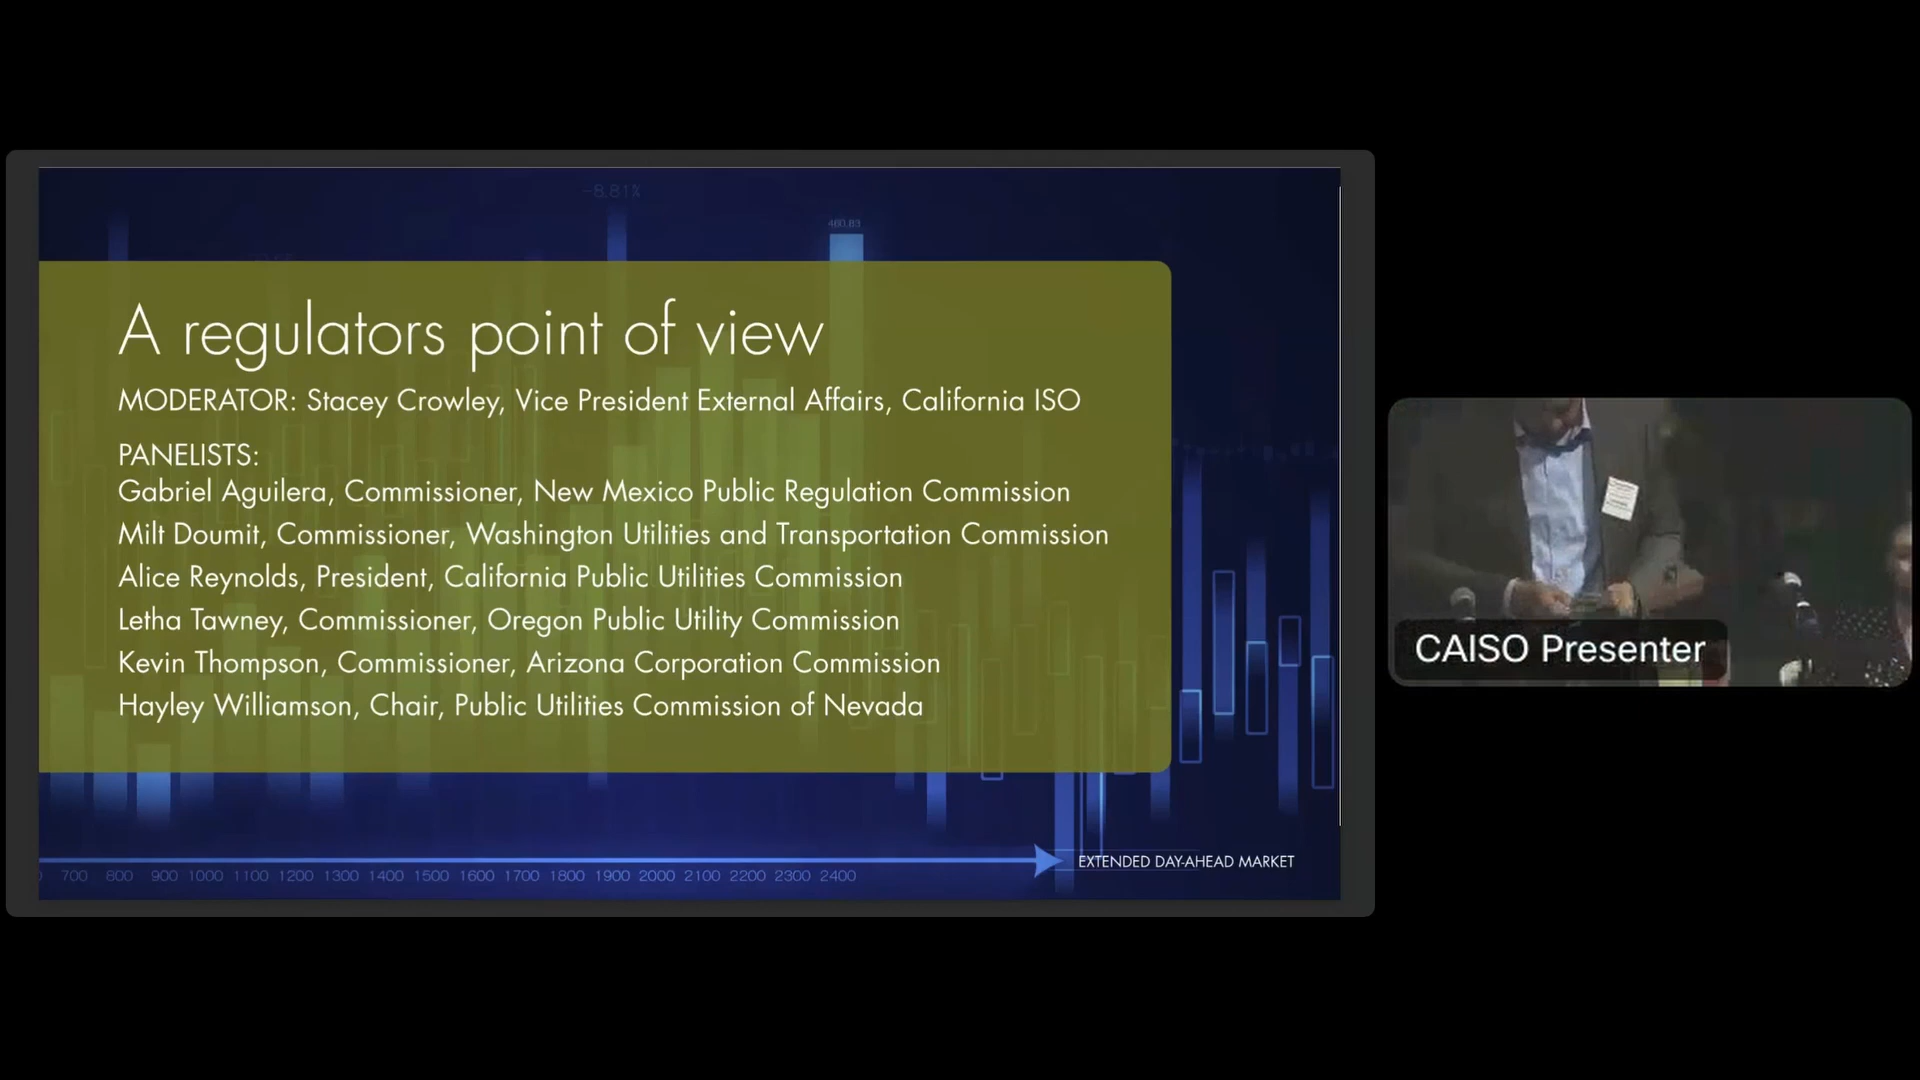 -8.81%
460.83
A regulators point of view
MODERATOR: Stacey Crowley, Vice President External Affairs, California ISO
PANELISTS:
Gabriel Aguilera, Commissioner, New Mexico Public Regulation Commission
Milt Doumit, Commissioner, Washington Utilities and Transportation Commission
Alice Reynolds, President, California Public Utilities Commission
Letha Tawney, Commissioner, Oregon Public Utility Commission
Kevin Thompson, Commissioner, Arizona Corporation Commission
Hayley Williamson, Chair, Public Utilities Commission of Nevada
CAISO Presenter
EXTENDED DAY-AHEAD MARKET
700 800 900 1000 1100 1200 1300 1400 1500 1600 1700 1800 1900 2000 2100 2200 2300 2400